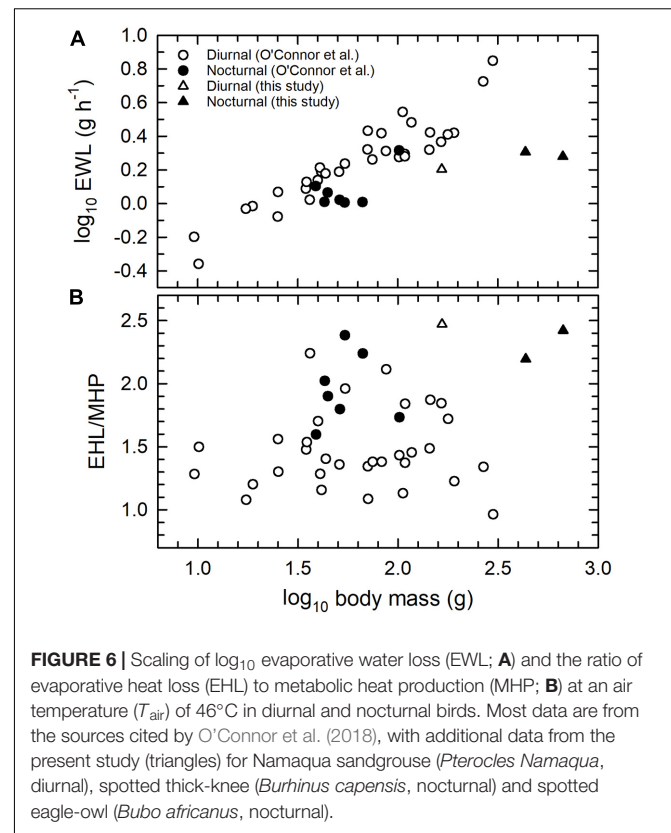 A
Diurnal (O'Connor et al.)
Nocturnal (O'Connor et al.)
Diurnal (this study)
Nocturnal (this study)
log10 EWL (g h-1)
1.0
0.8
0.6
0.4
0.2
0.0
-0.2
-0.4
B
EHL/MHP
2.5
2.0
1.5
1.0
1.0 1.5 2.0 2.5 3.0
log10 body mass (g)
FIGURE 6 | Scaling of log10 evaporative water loss (EWL; A) and the ratio of
evaporative heat loss (EHL) to metabolic heat production (MHP; B) at an air
temperature (Tair) of 46°C in diurnal and nocturnal birds. Most data are from
the sources cited by O'Connor et al. (2018), with additional data from the
present study (triangles) for Namaqua sandgrouse (Pterocles Namaqua,
diurnal), spotted thick-knee (Burhinus capensis, nocturnal) and spotted
eagle-owl (Bubo africanus, nocturnal).